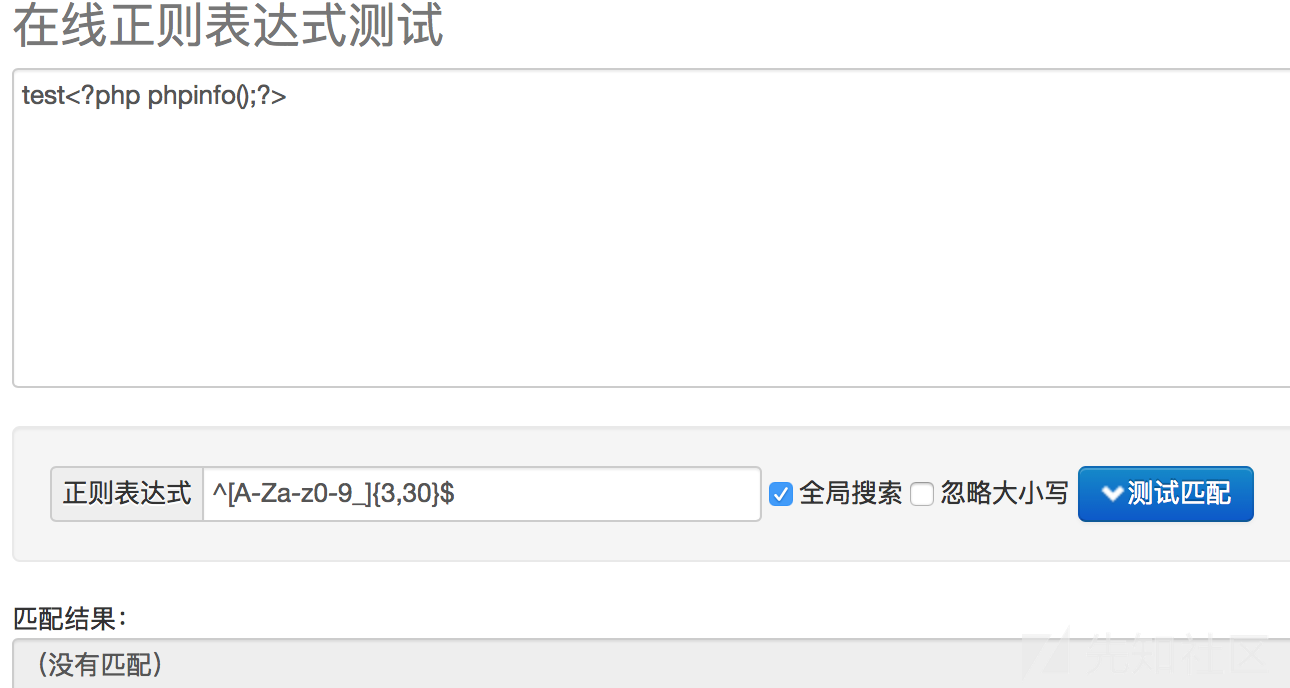 在线正则表达式测试
test<?php phpinfo();?>
正则表达式 ^[A-Za-z0-9_]{3,30}$ 全局搜索 忽略大小写 测试匹配
匹配结果：
（没有匹配）
先知社区